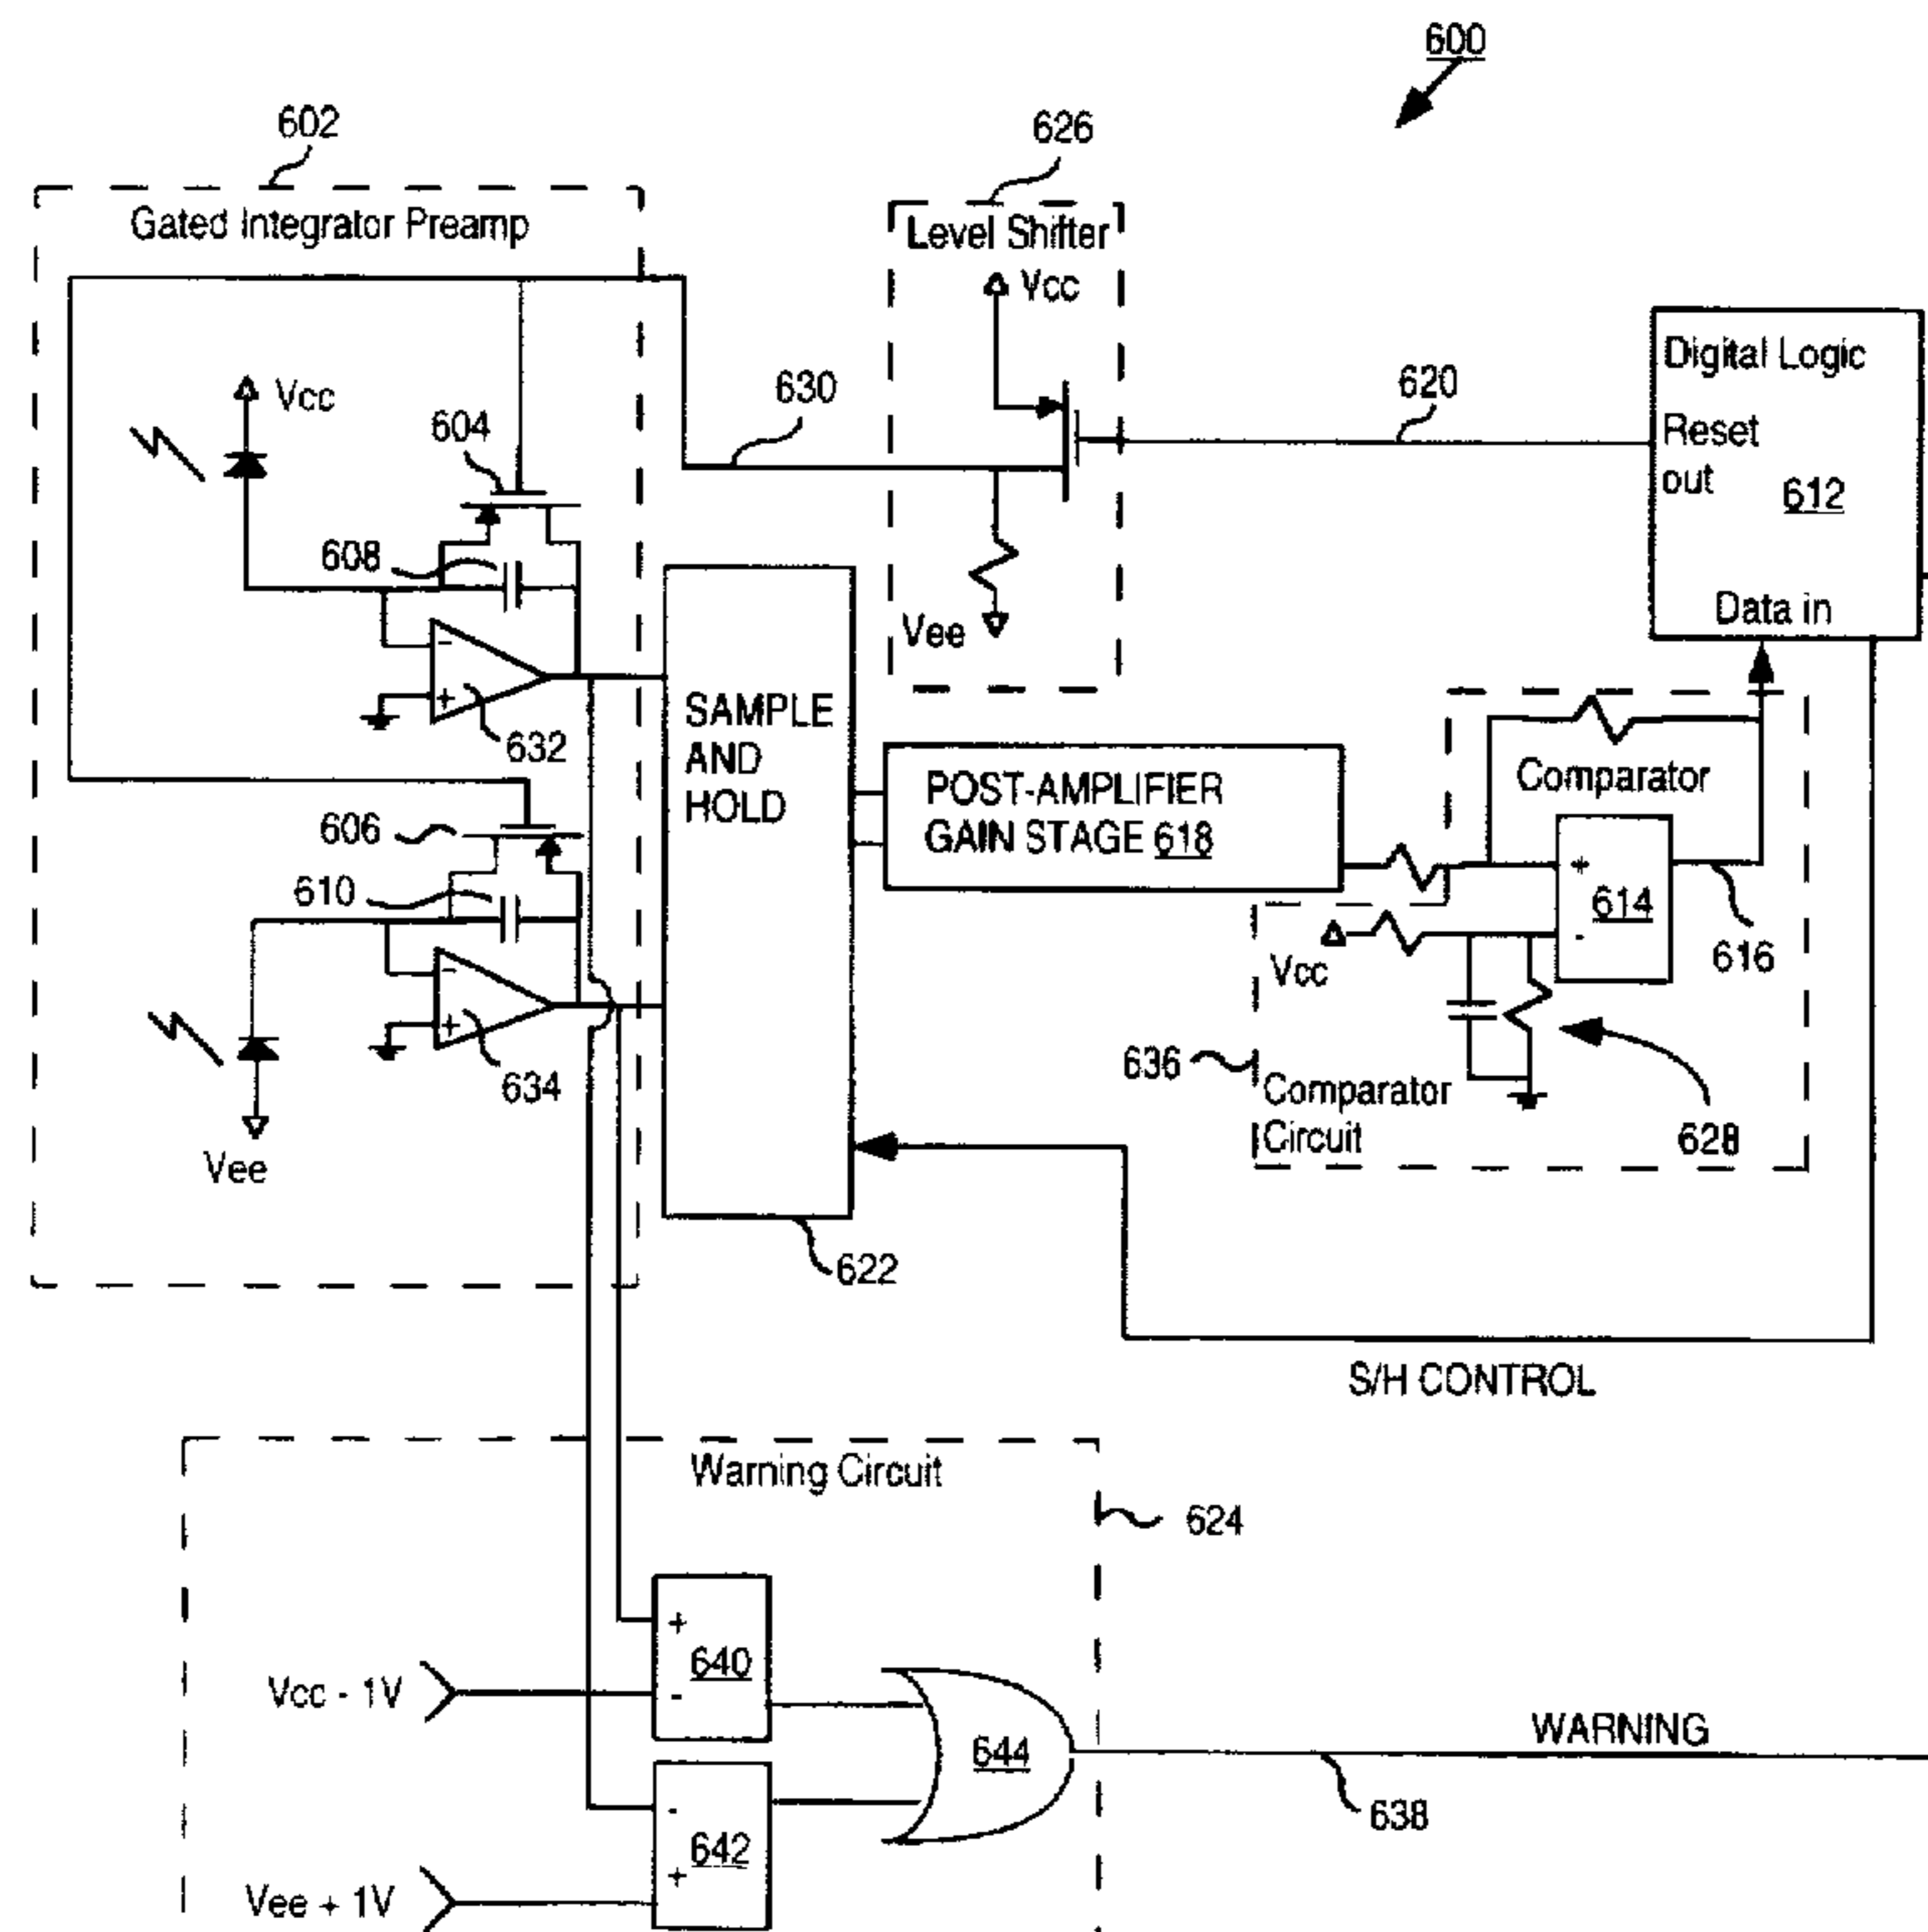 600
602
626
Gated Integrator Preamp
Level Shifter
Vcc
Vcc
630
620
604
Digital Logic
Reset
out
612
608
Data in
Vee
632
SAMPLE
AND
HOLD
Comparator
POST-AMPLIFIER
GAIN STAGE 618
606
610
+
614
-
616
Vcc
634
636
Comparator
Circuit
628
Vee
622
S/H CONTROL
Warning Circuit
624
+
640
-
Vcc - 1V
644
WARNING
638
-
642
+
Vee + 1V
-
+
-
+